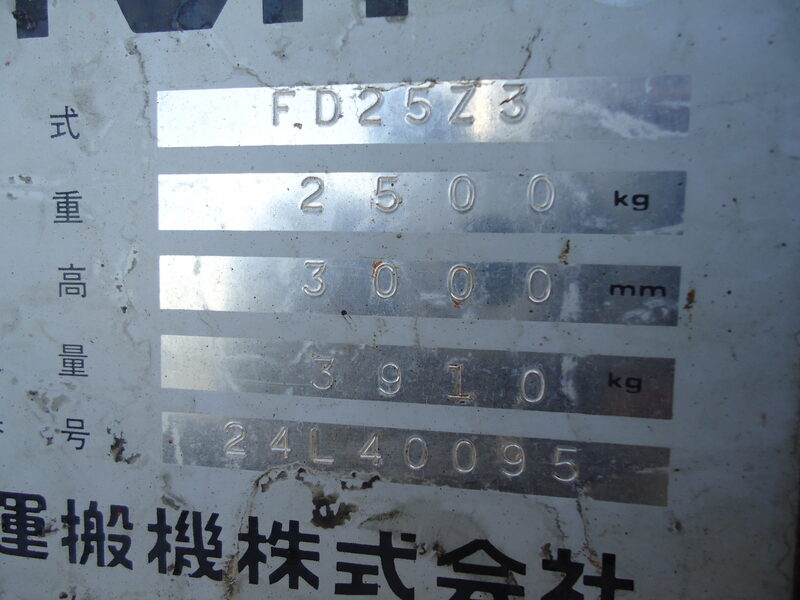 式 FD25Z3
重 2500 kg
高 3000 mm
量 3910 kg
号 24L40095
運搬機株式会社